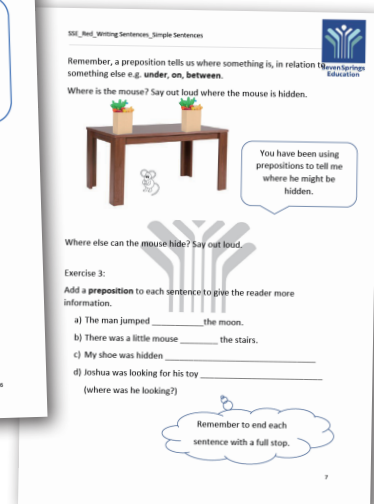 SSE_Red_Writing Sentences_Simple Sentences
Seven Springs
Education
Remember, a preposition tells us where something is, in relation to
something else e.g. under, on, between.
Where is the mouse? Say out loud where the mouse is hidden.
You have been using
prepositions to tell me
where he might be
hidden.
Where else can the mouse hide? Say out loud.
Exercise 3:
Add a preposition to each sentence to give the reader more
information.
a) The man jumped ___________the moon.
b) There was a little mouse ________ the stairs.
c) My shoe was hidden ________________________________
d) Joshua was looking for his toy __________________________
(where was he looking?)
Remember to end each
sentence with a full stop.
7